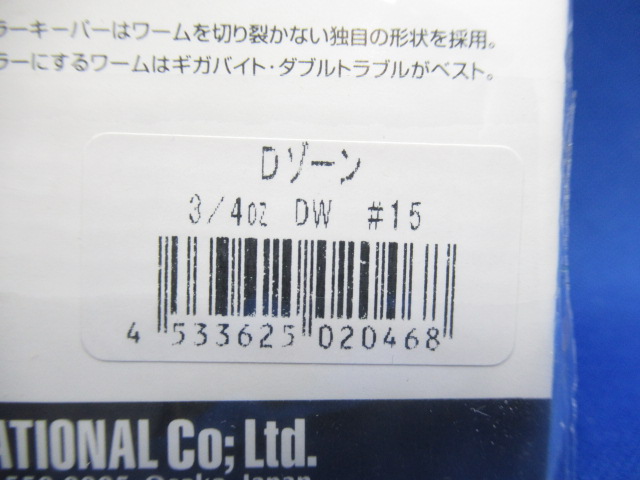 ラーキーパーはワームを切り裂かない独自の形状を採用。
ラーにするワームはギガバイト・ダブルトラブルがベスト。
Dゾーン
3/4oz DW #15
4 533625 020468
ATIONAL Co; Ltd.
Osaka, Japan